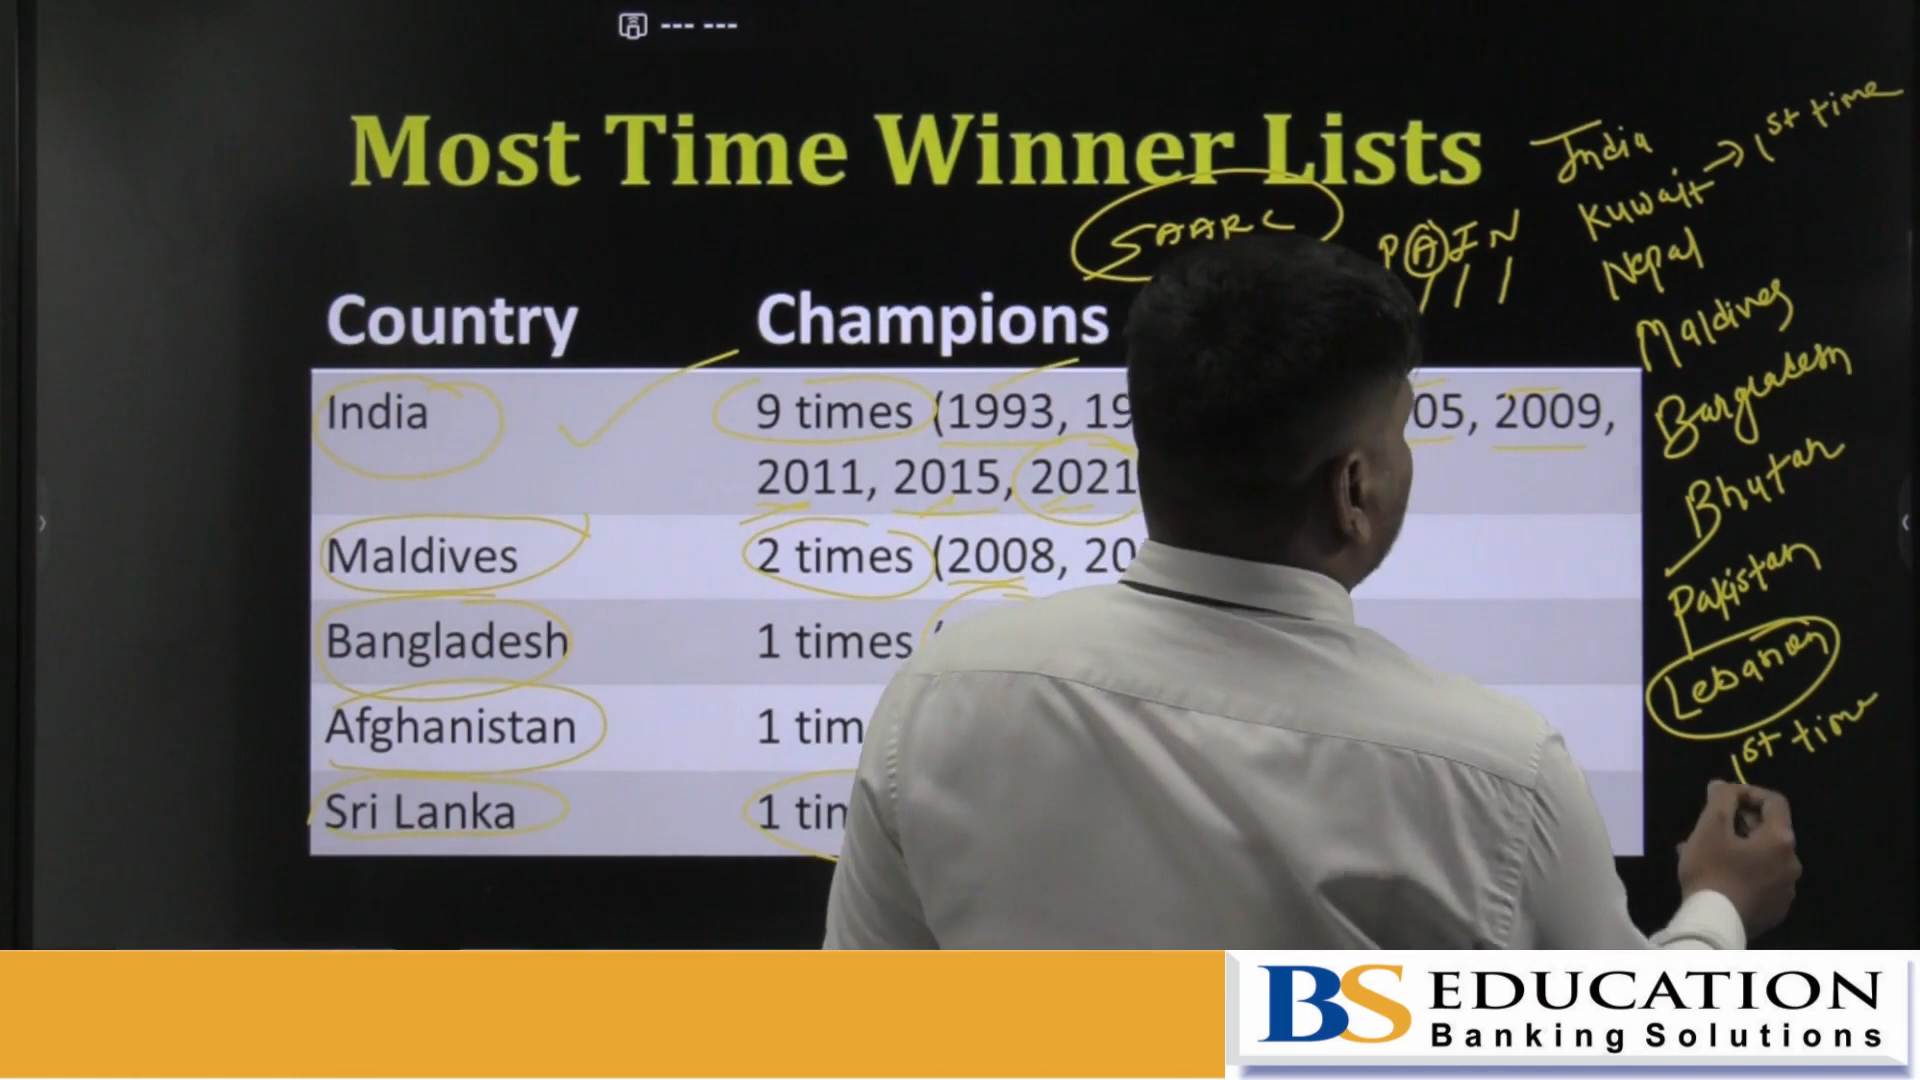 --- ---
Most Time Winner Lists
SAARC
PAIN
India
Kuwait → 1st time
Nepal
Maldives
Bangladesh
Bhutan
Pakistan
Lebanon
1st time
Country Champions
India 9 times (1993, 19 05, 2009,
2011, 2015, 2021
Maldives 2 times (2008, 20
Bangladesh 1 times (
Afghanistan 1 tim
Sri Lanka 1 tim
BS EDUCATION
Banking Solutions